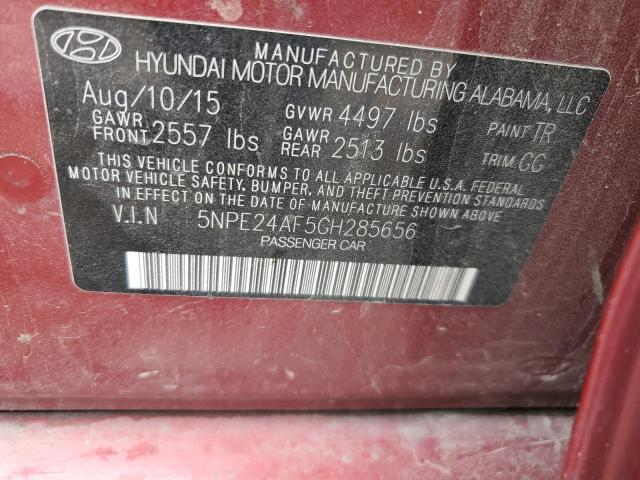 MANUFACTURED BY
HYUNDAI MOTOR MANUFACTURING ALABAMA, LLC
Aug/10/15 GVWR 4497 lbs PAINT TR
GAWR FRONT 2557 lbs GAWR REAR 2513 lbs TRIM GG
THIS VEHICLE CONFORMS TO ALL APPLICABLE U.S. FEDERAL
MOTOR VEHICLE SAFETY, BUMPER, AND THEFT PREVENTION STANDARDS
IN EFFECT ON THE DATE OF MANUFACTURE SHOWN ABOVE
V.I.N 5NPE24AF5GH285656
PASSENGER CAR